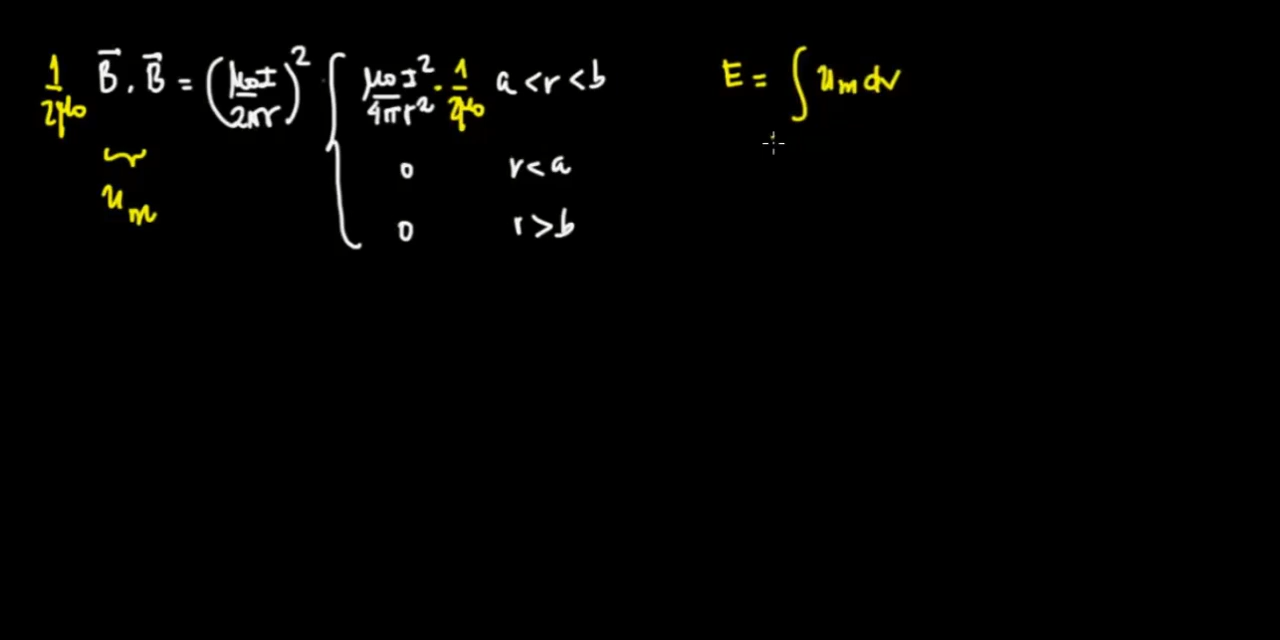 1/2μ₀ B⃗ . B⃗ = (μ₀I/2πr)² · { μ₀I²/4πr² · 1/2μ₀ a < r < b
0 r < a
0 r > b
u_m
E = ∫ u_m dv